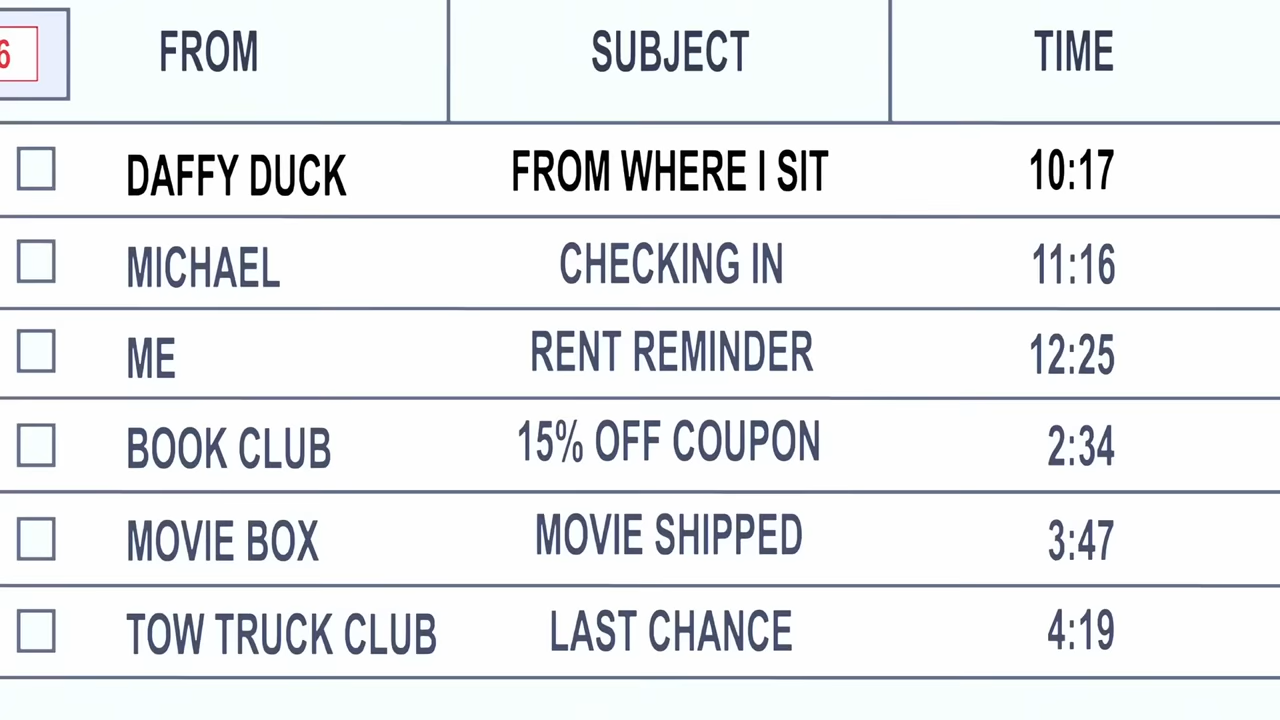 6 FROM SUBJECT TIME
DAFFY DUCK FROM WHERE I SIT 10:17
MICHAEL CHECKING IN 11:16
ME RENT REMINDER 12:25
BOOK CLUB 15% OFF COUPON 2:34
MOVIE BOX MOVIE SHIPPED 3:47
TOW TRUCK CLUB LAST CHANCE 4:19